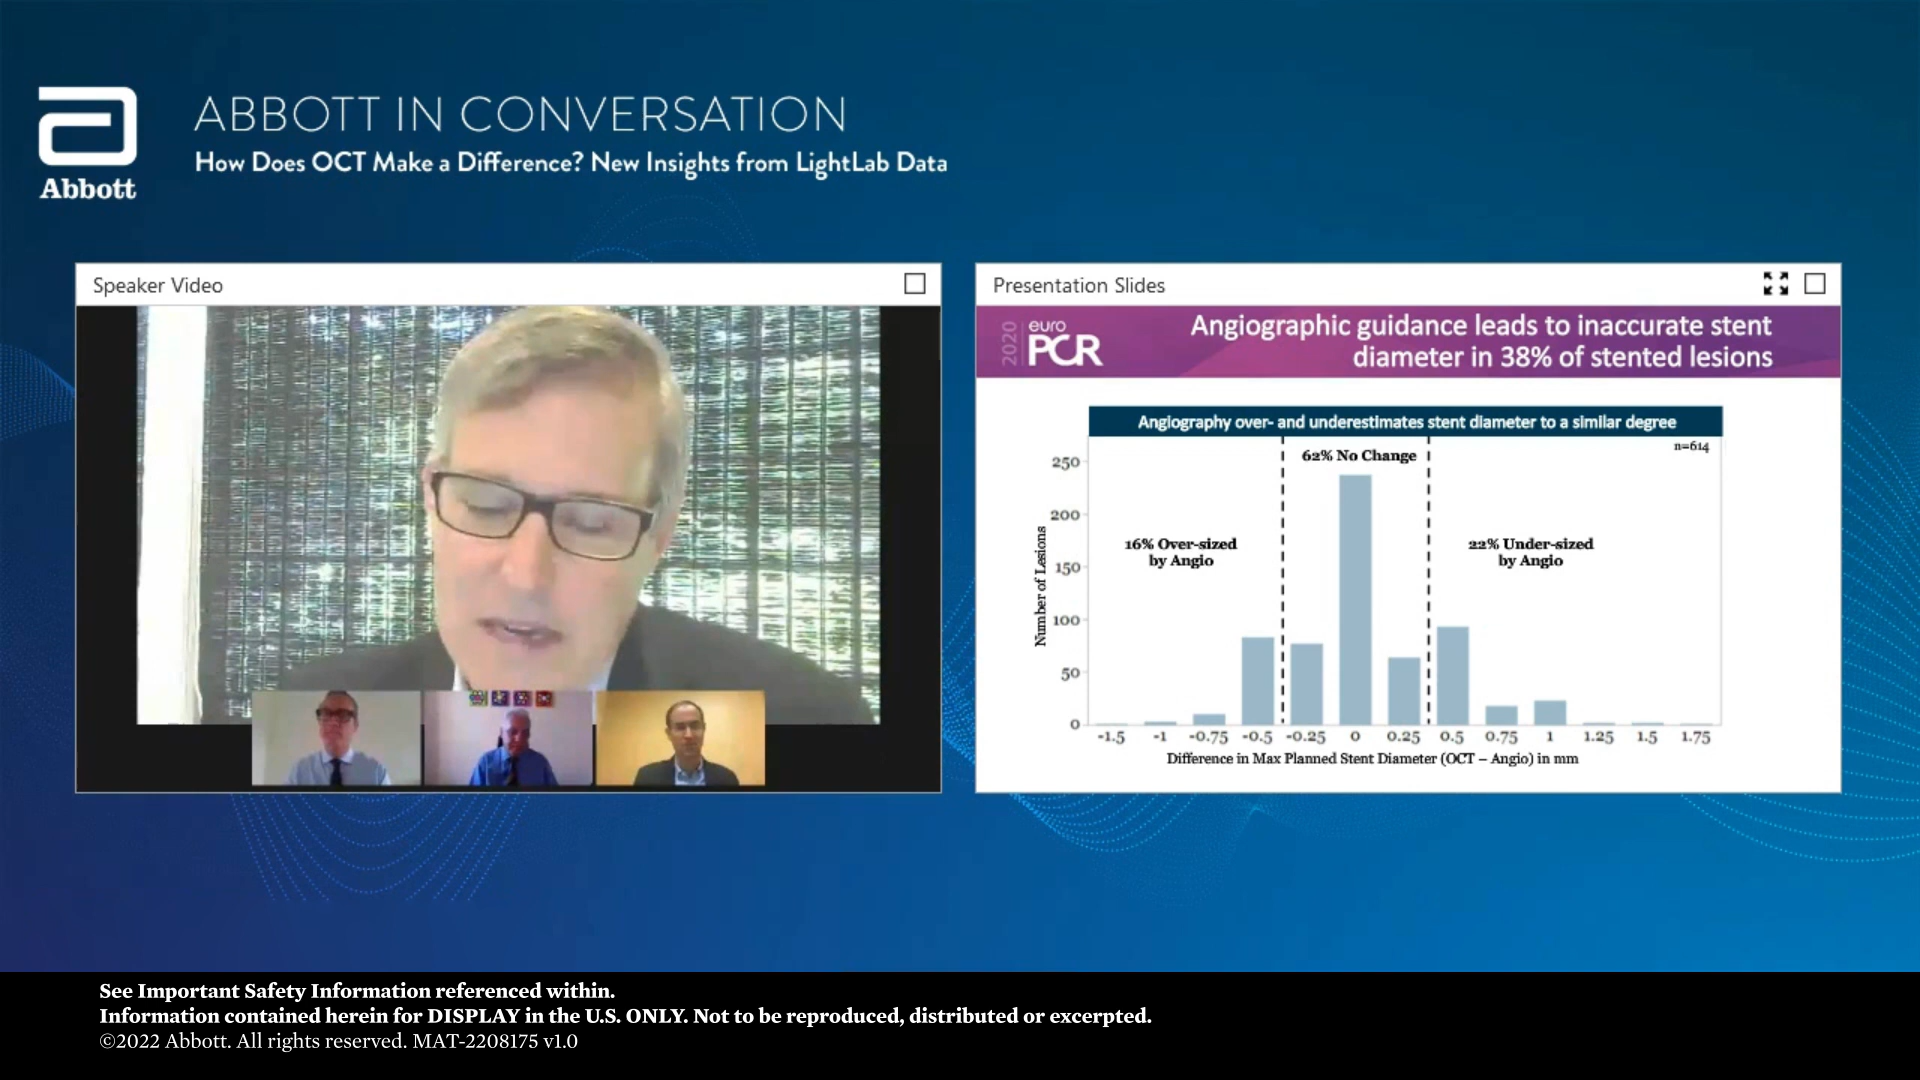 Abbott
ABBOTT IN CONVERSATION
How Does OCT Make a Difference? New Insights from LightLab Data
Speaker Video
Presentation Slides
2020
euro
PCR
Angiographic guidance leads to inaccurate stent
diameter in 38% of stented lesions
Angiography over- and underestimates stent diameter to a similar degree
n=614
62% No Change
16% Over-sized
by Angio
22% Under-sized
by Angio
Number of Lesions
250
200
150
100
50
0
-1.5 -1 -0.75 -0.5 -0.25 0 0.25 0.5 0.75 1 1.25 1.5 1.75
Difference in Max Planned Stent Diameter (OCT – Angio) in mm
See Important Safety Information referenced within.
Information contained herein for DISPLAY in the U.S. ONLY. Not to be reproduced, distributed or excerpted.
©2022 Abbott. All rights reserved. MAT-2208175 v1.0